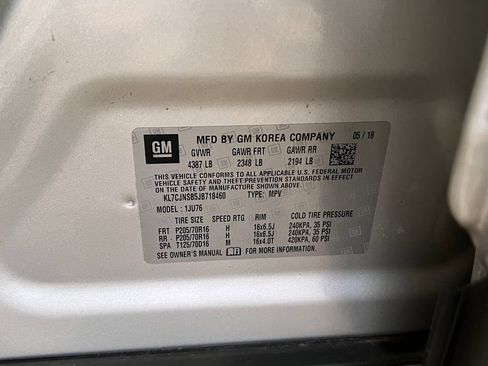 GM
MFD BY GM KOREA COMPANY 05/18
GVWR GAWR FRT GAWR RR
4387 LB 2348 LB 2194 LB
THIS VEHICLE CONFORMS TO ALL APPLICABLE U.S. FEDERAL MOTOR
VEHICLE SAFETY AND THEFT PREVENTION STANDARDS IN EFFECT
ON THE DATE OF MANUFACTURE SHOWN ABOVE.
KL7CJNSB5JB718460 TYPE: MPV
MODEL: 1JU76
TIRE SIZE SPEED RTG RIM COLD TIRE PRESSURE
FRT P205/70R16 H 16x6.5J 240KPA, 35 PSI
RR - P205/70R16 H 16x6.5J 240KPA, 35 PSI
SPA T125/70D16 M 16x4.0T 420KPA, 60 PSI
SEE OWNER'S MANUAL FOR MORE INFORMATION.